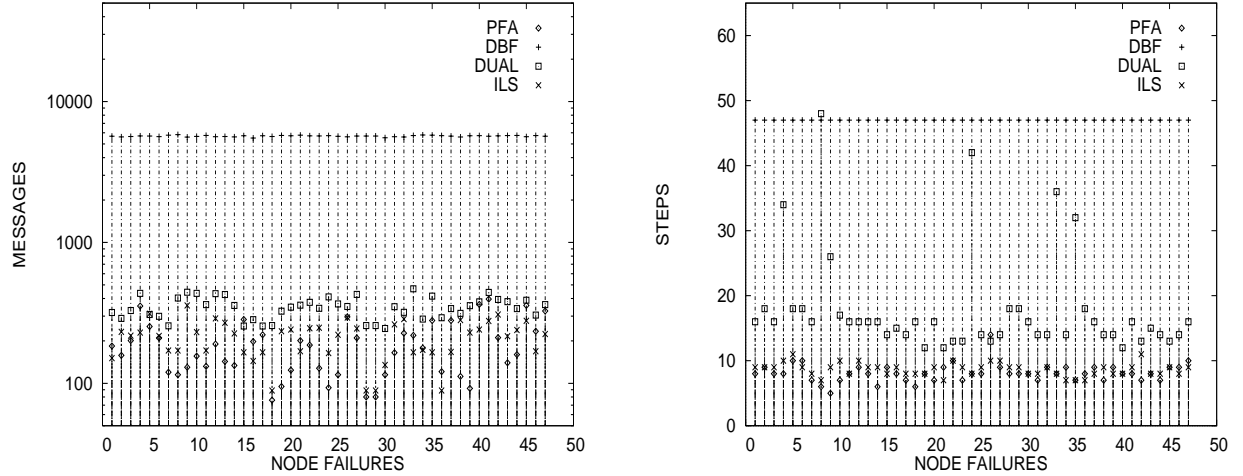 PFA
DBF
DUAL
ILS
10000
1000
100
MESSAGES
0 5 10 15 20 25 30 35 40 45 50
NODE FAILURES
PFA
DBF
DUAL
ILS
60
50
40
30
20
10
0
STEPS
0 5 10 15 20 25 30 35 40 45 50
NODE FAILURES